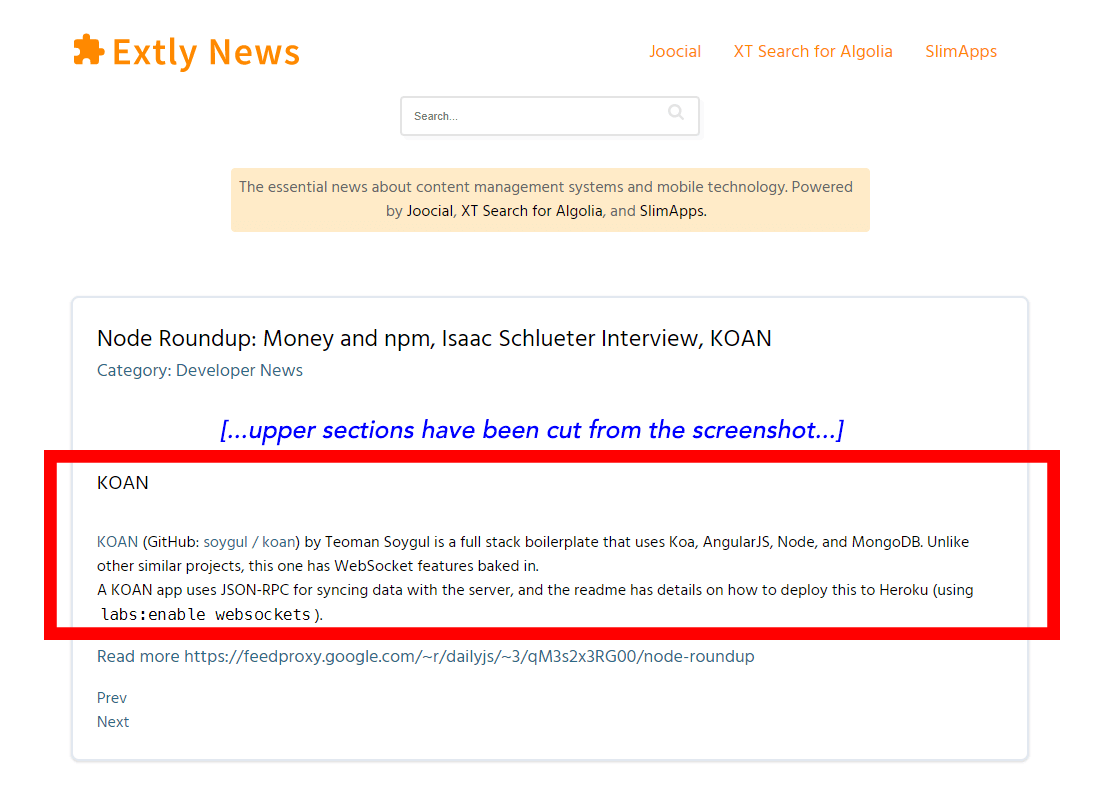 Extly News
Joocial XT Search for Algolia SlimApps
Search...
The essential news about content management systems and mobile technology. Powered
by Joocial, XT Search for Algolia, and SlimApps.
Node Roundup: Money and npm, Isaac Schlueter Interview, KOAN
Category: Developer News
[...upper sections have been cut from the screenshot...]
KOAN
KOAN (GitHub: soygul / koan) by Teoman Soygul is a full stack boilerplate that uses Koa, AngularJS, Node, and MongoDB. Unlike
other similar projects, this one has WebSocket features baked in.
A KOAN app uses JSON-RPC for syncing data with the server, and the readme has details on how to deploy this to Heroku (using
labs:enable websockets ).
Read more https://feedproxy.google.com/~r/dailyjs/~3/qM3s2x3RG00/node-roundup
Prev
Next